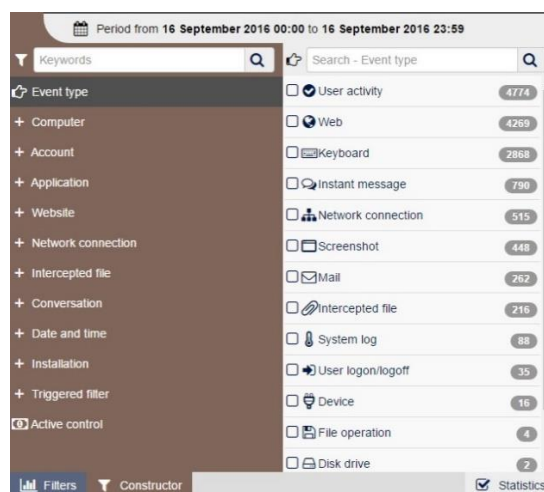 Period from 16 September 2016 00:00 to 16 September 2016 23:59
Keywords
Search - Event type
Event type
+ Computer
+ Account
+ Application
+ Website
+ Network connection
+ Intercepted file
+ Conversation
+ Date and time
+ Installation
+ Triggered filter
Active control
User activity 4774
Web 4269
Keyboard 2868
Instant message 790
Network connection 515
Screenshot 448
Mail 262
Intercepted file 216
System log 88
User logon/logoff 35
Device 16
File operation 4
Disk drive 2
Filters
Constructor
Statistics